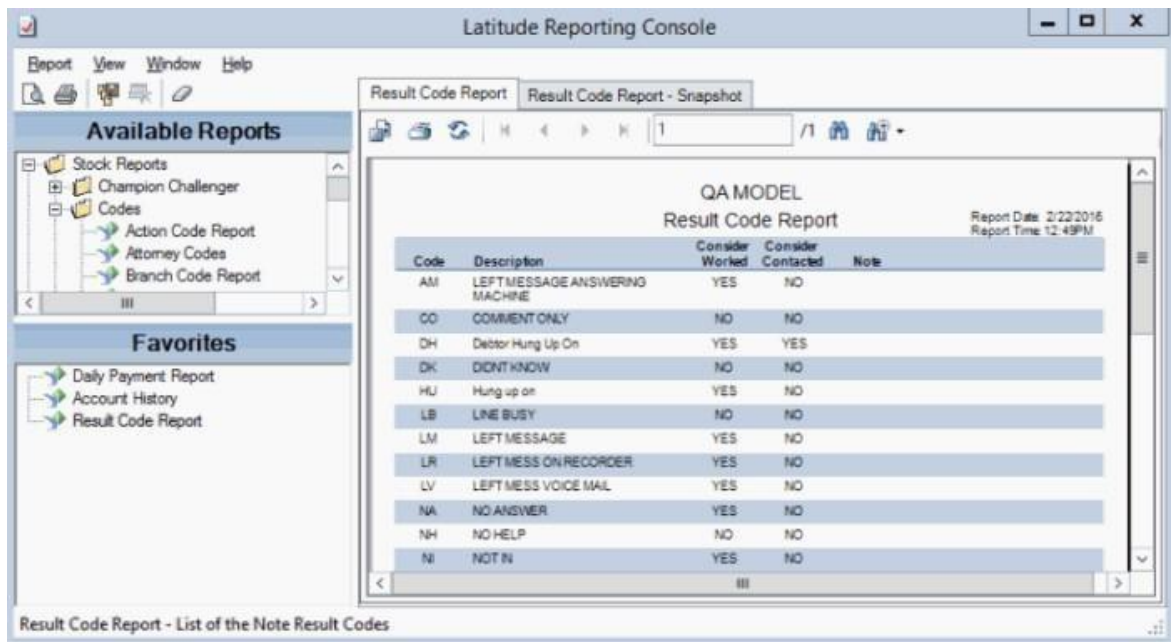 Latitude Reporting Console
Report View Window Help
Available Reports
Stock Reports
Champion Challenger
Codes
Action Code Report
Attorney Codes
Branch Code Report
Favorites
Daily Payment Report
Account History
Result Code Report
Result Code Report Result Code Report - Snapshot
1 /1
QA MODEL
Result Code Report
Report Date: 2/22/2016
Report Time: 12:49PM
Code Description Consider Worked Consider Contacted Note
AM LEFT MESSAGE ANSWERING MACHINE YES NO
CO COMMENT ONLY NO NO
DH Debtor Hung Up On YES YES
DK DIDNT KNOW NO NO
HU Hung up on YES NO
LB LINE BUSY NO NO
LM LEFT MESSAGE YES NO
LR LEFT MESS ON RECORDER YES NO
LV LEFT MESS VOICE MAIL YES NO
NA NO ANSWER YES NO
NH NO HELP NO NO
NI NOT IN YES NO
Result Code Report - List of the Note Result Codes